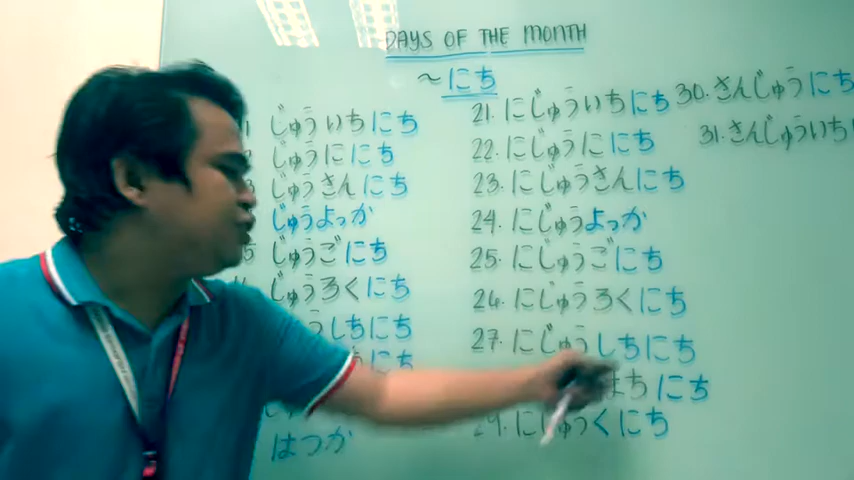 DAYS OF THE MONTH
~にち
じゅういちにち
じゅうににち
じゅうさんにち
じゅうよっか
じゅうごにち
じゅうろくにち
しちにち
にち
はつか
21. にじゅういちにち
22. にじゅうににち
23. にじゅうさんにち
24. にじゅうよっか
25. にじゅうごにち
26. にじゅうろくにち
27. にじゅうしちにち
はちにち
29. にじゅうくにち
30. さんじゅうにち
31. さんじゅういち